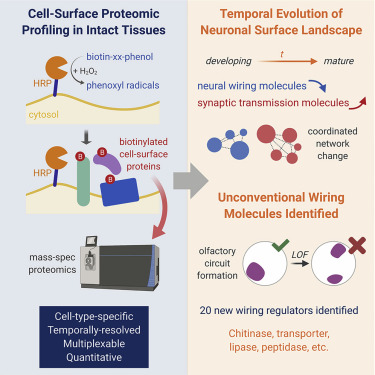 Cell-Surface Proteomic
Profiling in Intact Tissues
HRP
biotin-xx-phenol
+ H₂O₂
phenoxyl radicals
cytosol
HRP
B
B
B
biotinylated
cell-surface
proteins
mass-spec
proteomics
Cell-type-specific
Temporally-resolved
Multiplexable
Quantitative
Temporal Evolution of
Neuronal Surface Landscape
developing
t
mature
neural wiring molecules
synaptic transmission molecules
coordinated
network
change
Unconventional Wiring
Molecules Identified
olfactory
circuit
formation
LOF
20 new wiring regulators identified
Chitinase, transporter,
lipase, peptidase, etc.